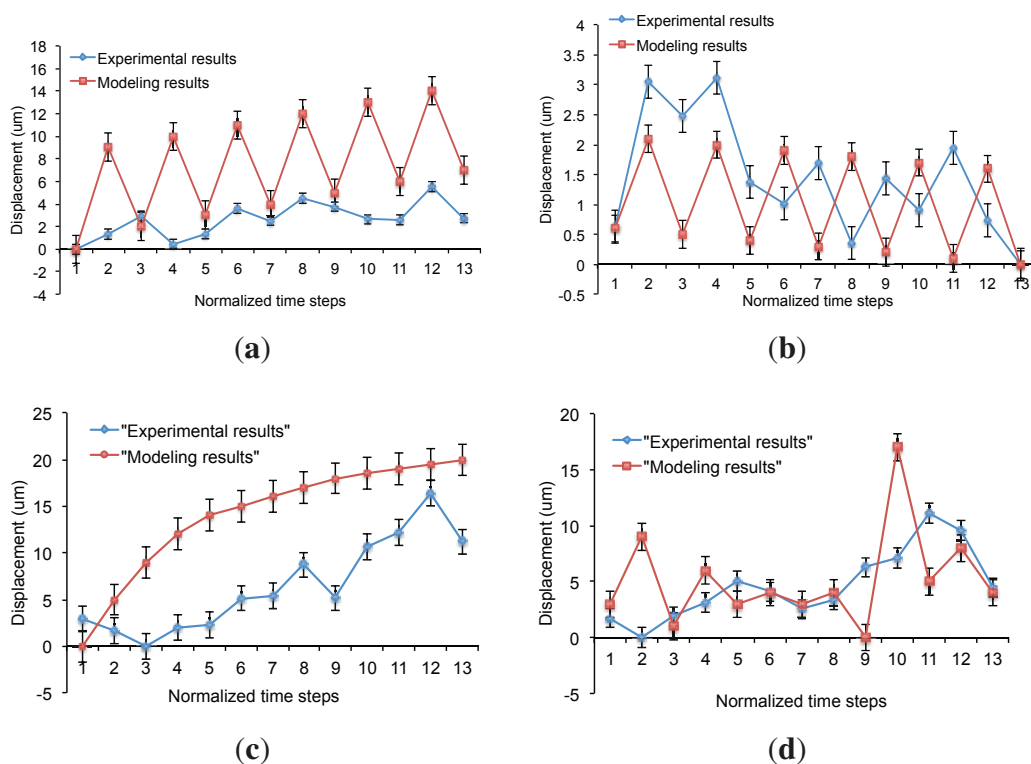 18
16
14
12
10
8
6
4
2
0
-2
-4
Displacement (um)
Experimental results
Modeling results
1 2 3 4 5 6 7 8 9 10 11 12 13
Normalized time steps
(a)
4
3.5
3
2.5
2
1.5
1
0.5
0
-0.5
Displacement (um)
Experimental results
Modeling results
1 2 3 4 5 6 7 8 9 10 11 12 13
Normalized time steps
(b)
25
20
15
10
5
0
-5
Displacement (um)
"Experimental results"
"Modeling results"
1 2 3 4 5 6 7 8 9 10 11 12 13
Normalized time steps
(c)
20
15
10
5
0
-5
Displacement (um)
"Experimental results"
"Modeling results"
1 2 3 4 5 6 7 8 9 10 11 12 13
Normalized time steps
(d)